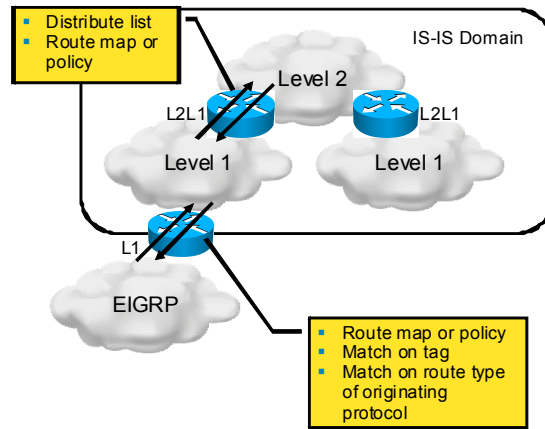 Distribute list
Route map or
policy
IS-IS Domain
Level 2
L2L1
L2L1
Level 1
Level 1
L1
EIGRP
Route map or policy
Match on tag
Match on route type
of originating
protocol